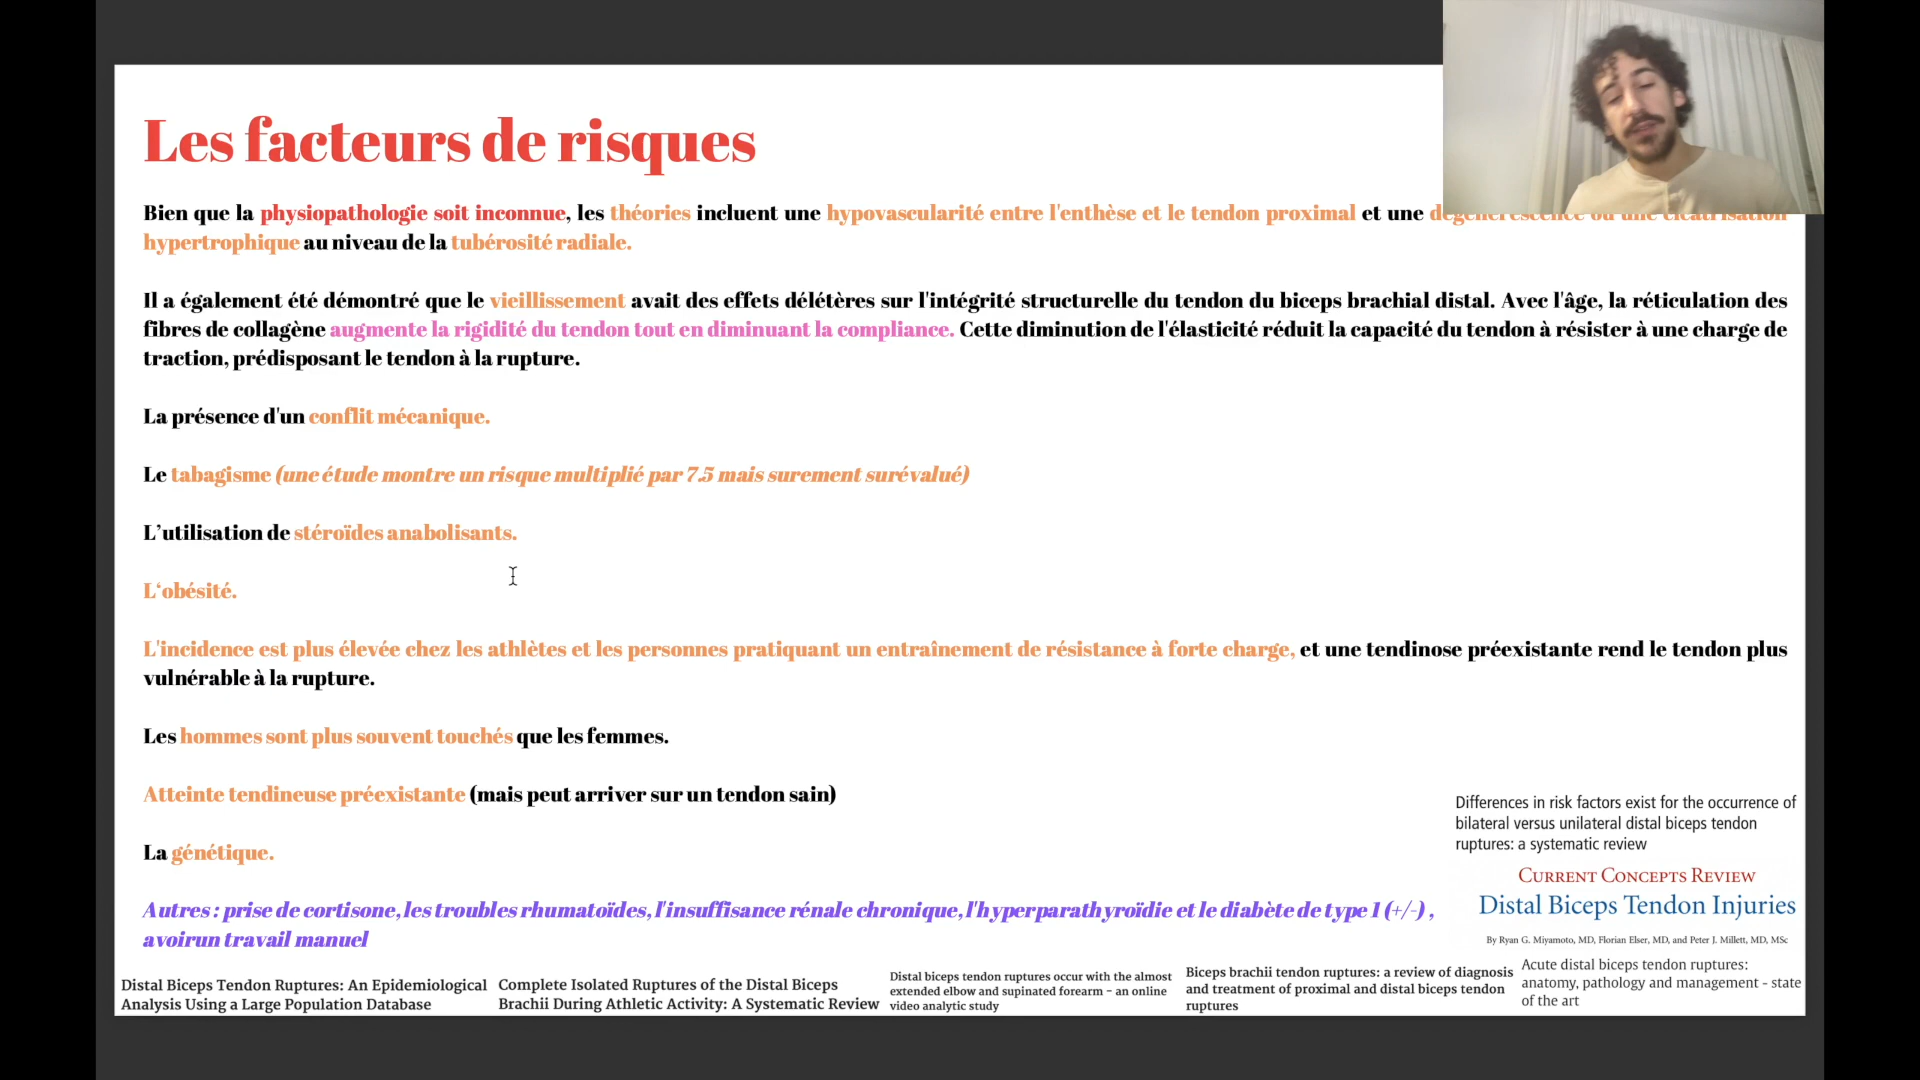 Les facteurs de risques
Bien que la physiopathologie soit inconnue, les théories incluent une hypovascularité entre l'enthèse et le tendon proximal et une
hypertrophique au niveau de la tubérosité radiale.
Il a également été démontré que le vieillissement avait des effets délétères sur l'intégrité structurelle du tendon du biceps brachial distal. Avec l'âge, la réticulation des
fibres de collagène augmente la rigidité du tendon tout en diminuant la compliance. Cette diminution de l'élasticité réduit la capacité du tendon à résister à une charge de
traction, prédisposant le tendon à la rupture.
La présence d'un conflit mécanique.
Le tabagisme (une étude montre un risque multiplié par 7.5 mais surement surévalué)
L’utilisation de stéroïdes anabolisants.
L‘obésité.
L'incidence est plus élevée chez les athlètes et les personnes pratiquant un entraînement de résistance à forte charge, et une tendinose préexistante rend le tendon plus
vulnérable à la rupture.
Les hommes sont plus souvent touchés que les femmes.
Atteinte tendineuse préexistante (mais peut arriver sur un tendon sain)
La génétique.
Autres : prise de cortisone, les troubles rhumatoïdes, l'insuffisance rénale chronique, l'hyperparathyroïdie et le diabète de type 1 (+/-) ,
avoirun travail manuel
Differences in risk factors exist for the occurrence of
bilateral versus unilateral distal biceps tendon
ruptures: a systematic review
CURRENT CONCEPTS REVIEW
Distal Biceps Tendon Injuries
By Ryan G. Miyamoto, MD, Florian Elser, MD, and Peter J. Millett, MD, MSc
Distal Biceps Tendon Ruptures: An Epidemiological
Analysis Using a Large Population Database
Complete Isolated Ruptures of the Distal Biceps
Brachii During Athletic Activity: A Systematic Review
Distal biceps tendon ruptures occur with the almost
extended elbow and supinated forearm – an online
video analytic study
Biceps brachii tendon ruptures: a review of diagnosis
and treatment of proximal and distal biceps tendon
ruptures
Acute distal biceps tendon ruptures:
anatomy, pathology and management - state
of the art